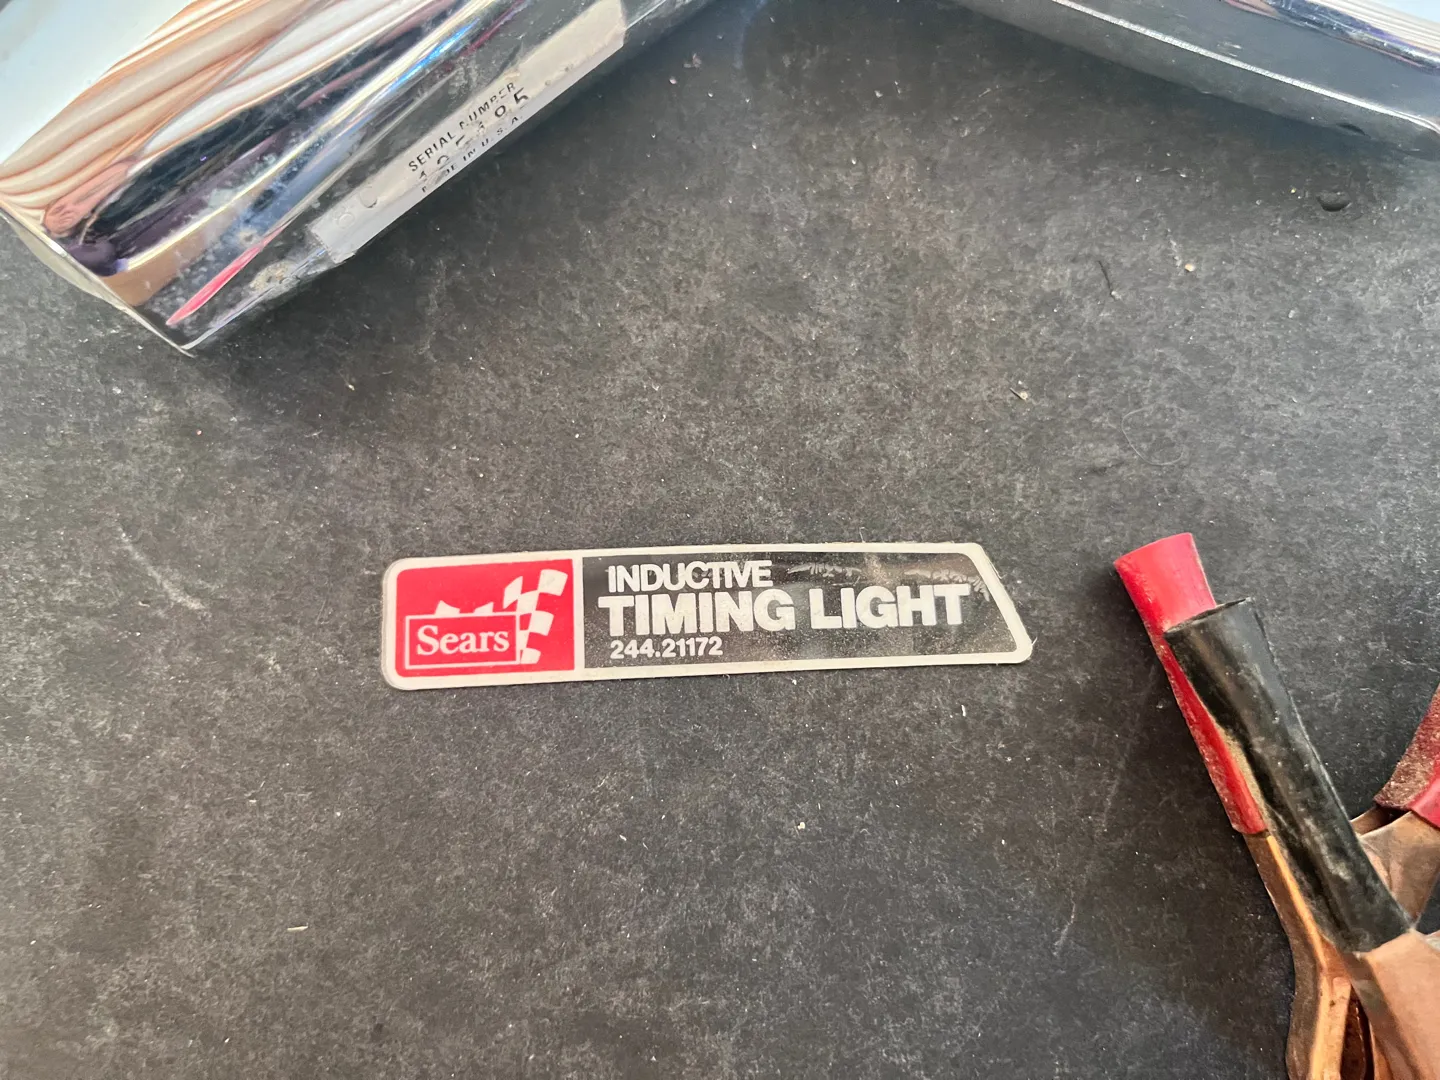 SERIAL NUMBER
U.S.A.
Sears
INDUCTIVE
TIMING LIGHT
244.21172